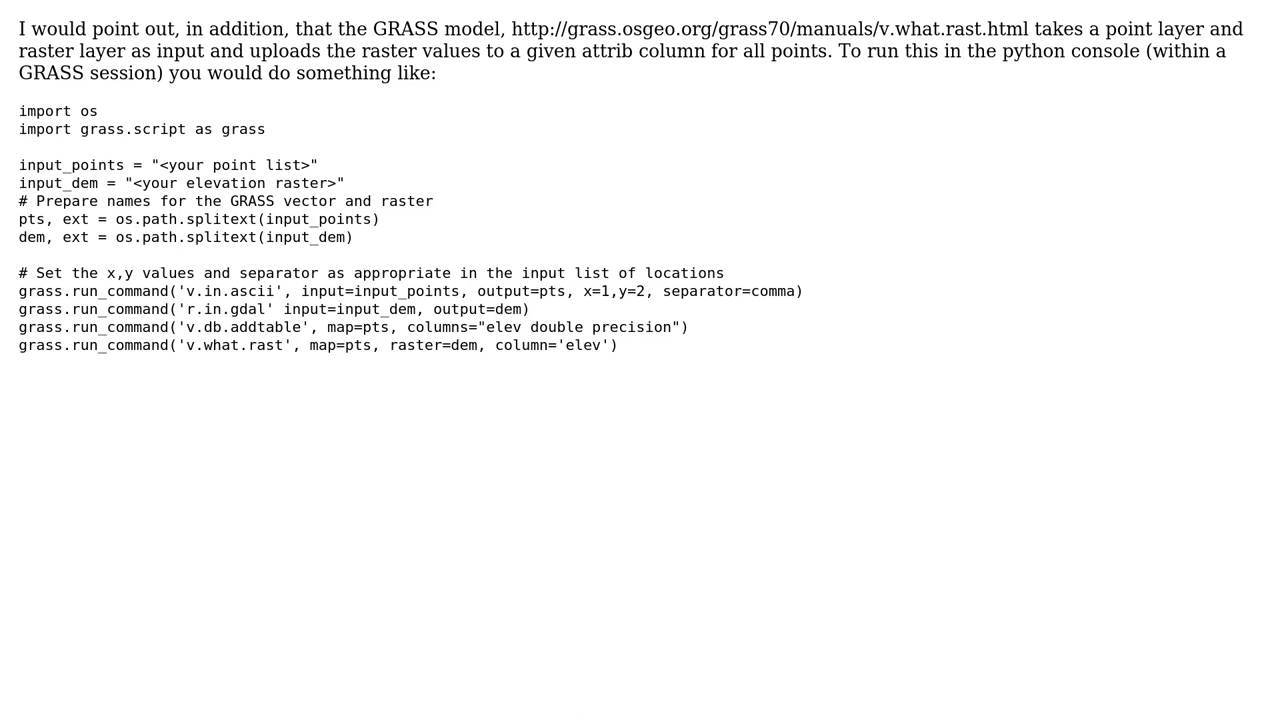 I would point out, in addition, that the GRASS model, http://grass.osgeo.org/grass70/manuals/v.what.rast.html takes a point layer and
raster layer as input and uploads the raster values to a given attrib column for all points. To run this in the python console (within a
GRASS session) you would do something like:
import os
import grass.script as grass
input_points = "<your point list>"
input_dem = "<your elevation raster>"
# Prepare names for the GRASS vector and raster
pts, ext = os.path.splitext(input_points)
dem, ext = os.path.splitext(input_dem)
# Set the x,y values and separator as appropriate in the input list of locations
grass.run_command('v.in.ascii', input=input_points, output=pts, x=1,y=2, separator=comma)
grass.run_command('r.in.gdal' input=input_dem, output=dem)
grass.run_command('v.db.addtable', map=pts, columns="elev double precision")
grass.run_command('v.what.rast', map=pts, raster=dem, column='elev')